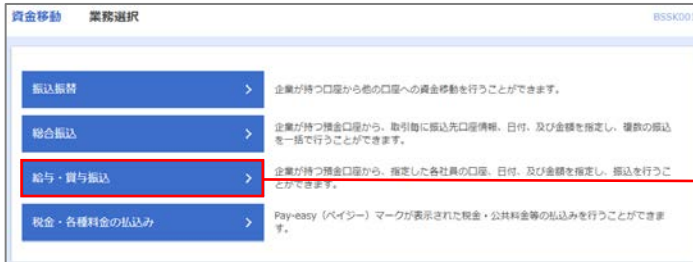 資金移動 業務選択
BSSK001
振込振替
企業が持つ口座から他の口座への資金移動を行うことができます。
総合振込
企業が持つ預金口座から、取引毎に振込先口座情報、日付、及び金額を指定し、複数の振込
を一括で行うことができます。
給与・賞与振込
企業が持つ預金口座から、指定した各社員の口座、日付、及び金額を指定し、振込を行うこ
とができます。
税金・各種料金の払込み
Pay-easy（ペイジー）マークが表示された税金・公共料金等の払込みを行うことができま
す。